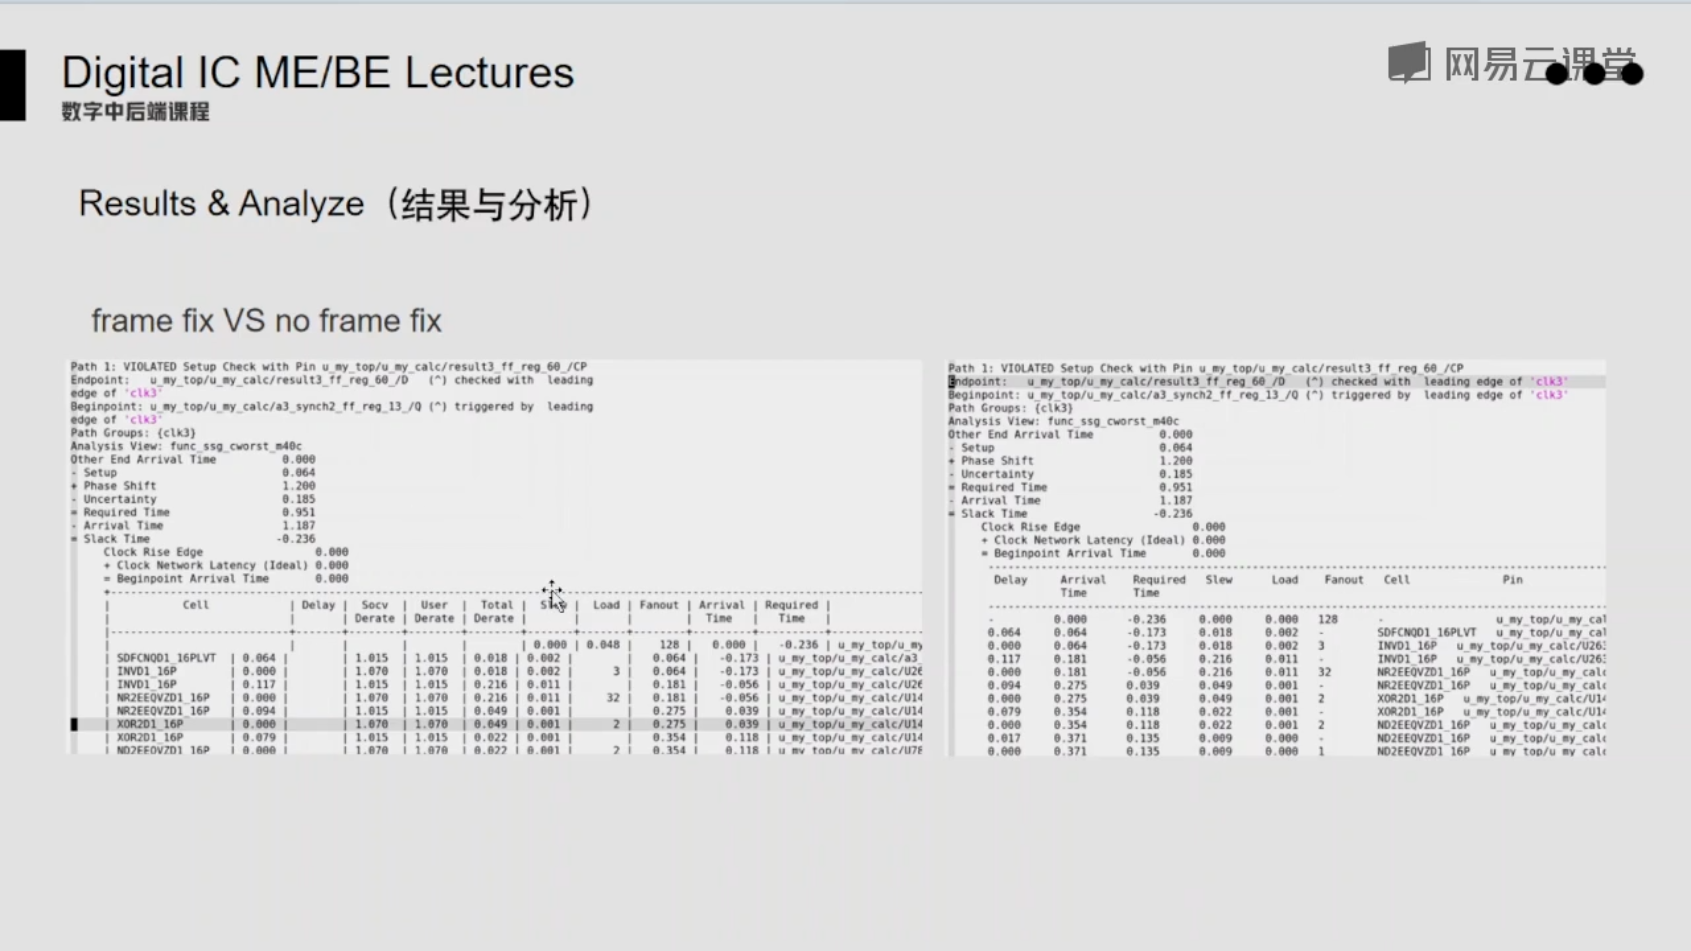 Digital IC ME/BE Lectures
数字中后端课程
网易云课堂
Results & Analyze（结果与分析）
frame fix VS no frame fix
Path 1: VIOLATED Setup Check with Pin u_my_top/u_my_calc/result3_ff_reg_60_/CP
Endpoint:   u_my_top/u_my_calc/result3_ff_reg_60_/D   (^) checked with  leading
edge of 'clk3'
Beginpoint: u_my_top/u_my_calc/a3_synch2_ff_reg_13_/Q (^) triggered by  leading
edge of 'clk3'
Path Groups: {clk3}
Analysis View: func_ssg_cworst_m40c
Other End Arrival Time          0.000
- Setup                         0.064
+ Phase Shift                   1.200
- Uncertainty                   0.185
= Required Time                 0.951
- Arrival Time                  1.187
= Slack Time                   -0.236
Clock Rise Edge                 0.000
+ Clock Network Latency (Ideal) 0.000
= Beginpoint Arrival Time       0.000
| Cell | Delay | Socv | User | Total | | Load | Fanout | Arrival | Required |
| | | Derate | Derate | Derate | | | | Time | Time |
| | | | | | 0.000 | 0.048 | 128 | 0.000 | -0.236 | u_my_top/u_my
| SDFCNQD1_16PLVT | 0.064 | | 1.015 | 1.015 | 0.018 | 0.002 | | 0.064 | -0.173 | u_my_top/u_my_calc/a3_
| INVD1_16P | 0.000 | | 1.070 | 1.070 | 0.018 | 0.002 | 3 | 0.064 | -0.173 | u_my_top/u_my_calc/U26
| INVD1_16P | 0.117 | | 1.015 | 1.015 | 0.216 | 0.011 | | 0.181 | -0.056 | u_my_top/u_my_calc/U26
| NR2EEQVZD1_16P | 0.000 | | 1.070 | 1.070 | 0.216 | 0.011 | 32 | 0.181 | -0.056 | u_my_top/u_my_calc/U14
| NR2EEQVZD1_16P | 0.094 | | 1.015 | 1.015 | 0.049 | 0.001 | | 0.275 | 0.039 | u_my_top/u_my_calc/U14
| XOR2D1_16P | 0.000 | | 1.070 | 1.070 | 0.049 | 0.001 | 2 | 0.275 | 0.039 | u_my_top/u_my_calc/U14
| XOR2D1_16P | 0.079 | | 1.015 | 1.015 | 0.022 | 0.001 | | 0.354 | 0.118 | u_my_top/u_my_calc/U14
| ND2EEQVZD1_16P | 0.000 | | 1.070 | 1.070 | 0.022 | 0.001 | 2 | 0.354 | 0.118 | u_my_top/u_my_calc/U78
Path 1: VIOLATED Setup Check with Pin u_my_top/u_my_calc/result3_ff_reg_60_/CP
Endpoint:   u_my_top/u_my_calc/result3_ff_reg_60_/D   (^) checked with  leading edge of 'clk3'
Beginpoint: u_my_top/u_my_calc/a3_synch2_ff_reg_13_/Q (^) triggered by  leading edge of 'clk3'
Path Groups: {clk3}
Analysis View: func_ssg_cworst_m40c
Other End Arrival Time          0.000
- Setup                         0.064
+ Phase Shift                   1.200
- Uncertainty                   0.185
= Required Time                 0.951
- Arrival Time                  1.187
= Slack Time                   -0.236
Clock Rise Edge                 0.000
+ Clock Network Latency (Ideal) 0.000
= Beginpoint Arrival Time       0.000
Delay  Arrival  Required  Slew  Load  Fanout  Cell  Pin
Time  Time
-  0.000  -0.236  0.000  0.000  128  -  u_my_top/u_my_cal
0.064  0.064  -0.173  0.018  0.002  -  SDFCNQD1_16PLVT  u_my_top/u_my_cal
0.000  0.064  -0.173  0.018  0.002  3  INVD1_16P  u_my_top/u_my_calc/U263
0.117  0.181  -0.056  0.216  0.011  -  INVD1_16P  u_my_top/u_my_calc/U263
0.000  0.181  -0.056  0.216  0.011  32  NR2EEQVZD1_16P  u_my_top/u_my_calc
0.094  0.275  0.039  0.049  0.001  -  NR2EEQVZD1_16P  u_my_top/u_my_calc
0.000  0.275  0.039  0.049  0.001  2  XOR2D1_16P  u_my_top/u_my_calc/U14
0.079  0.354  0.118  0.022  0.001  -  XOR2D1_16P  u_my_top/u_my_calc/U14
0.000  0.354  0.118  0.022  0.001  2  ND2EEQVZD1_16P  u_my_top/u_my_calc
0.017  0.371  0.135  0.009  0.000  -  ND2EEQVZD1_16P  u_my_top/u_my_calc
0.000  0.371  0.135  0.009  0.000  1  ND2EEQVZD1_16P  u_my_top/u_my_calc